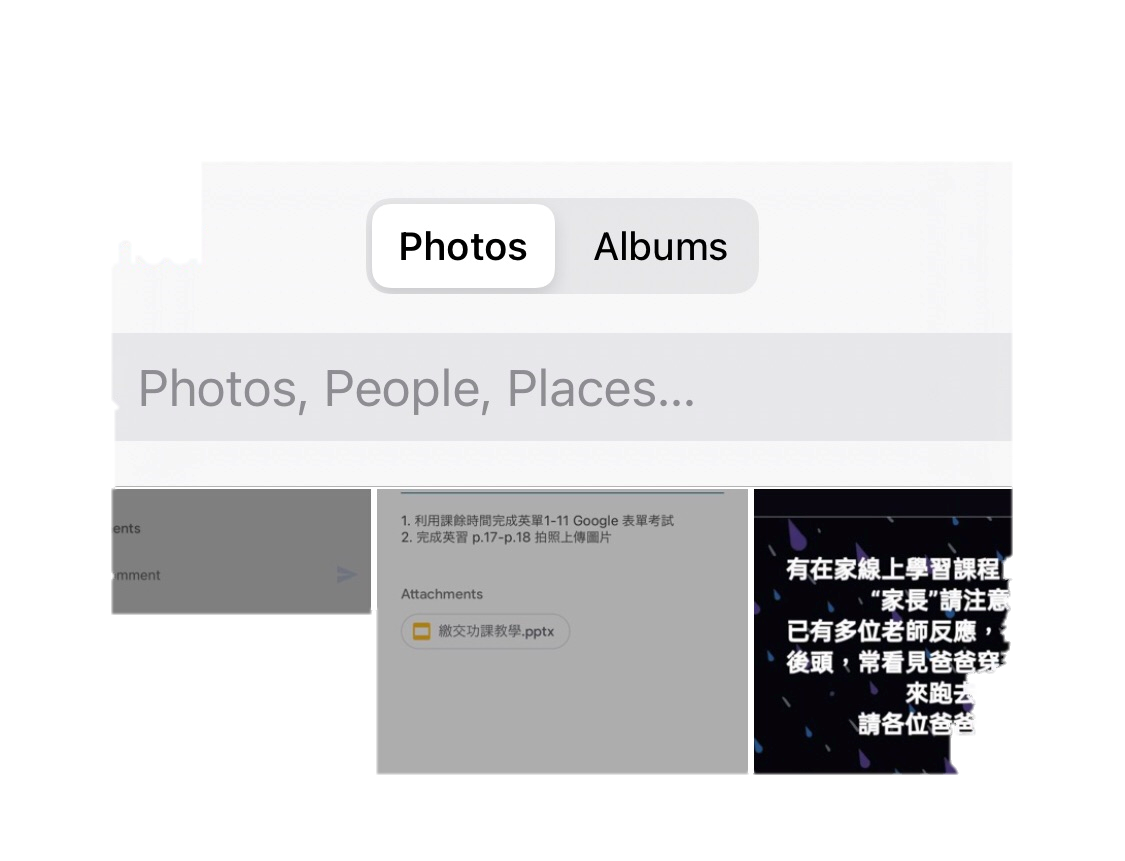 Photos
Albums
Photos, People, Places...
ents
mment
1. 利用課餘時間完成英單1-11 Google 表單考試
2. 完成英習 p.17-p.18 拍照上傳圖片
Attachments
繳交功課教學.pptx
有在家線上學習課程
“家長”請注意
已有多位老師反應，
後頭，常看見爸爸穿
來跑去
請各位爸爸